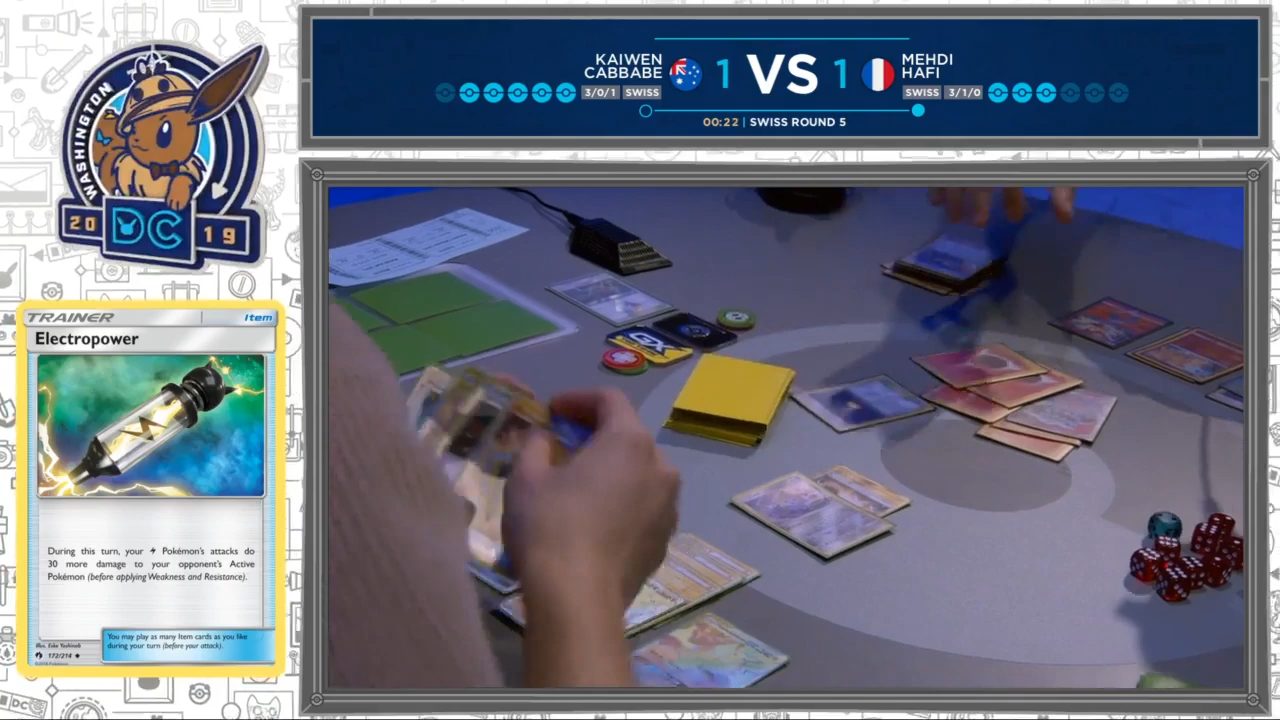 WASHINGTON
20 DC 19
KAIWEN
CABBABE
3/0/1 SWISS
1 VS 1
MEHDI
HAFI
SWISS 3/1/0
00:22 | SWISS ROUND 5
TRAINER Item
Electropower
During this turn, your Pokémon's attacks do
30 more damage to your opponent's Active
Pokémon (before applying Weakness and Resistance).
You may play as many Item cards as you like
during your turn (before your attack).
172/214
GX